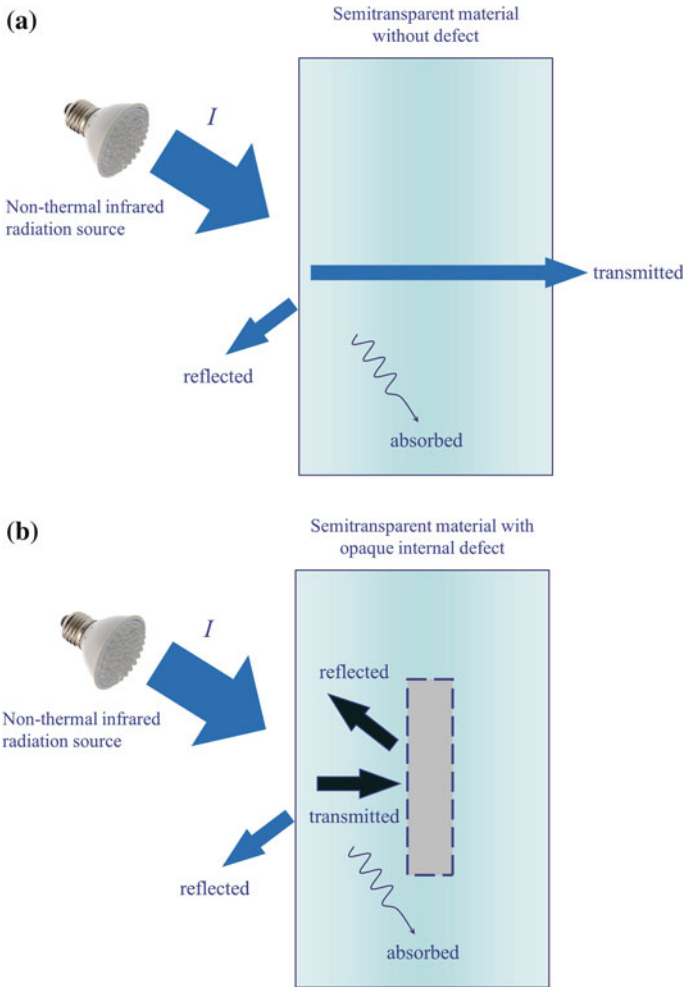 (a)
Semitransparent material
without defect
I
Non-thermal infrared
radiation source
transmitted
reflected
absorbed
(b)
Semitransparent material with
opaque internal defect
I
reflected
Non-thermal infrared
radiation source
transmitted
reflected
absorbed